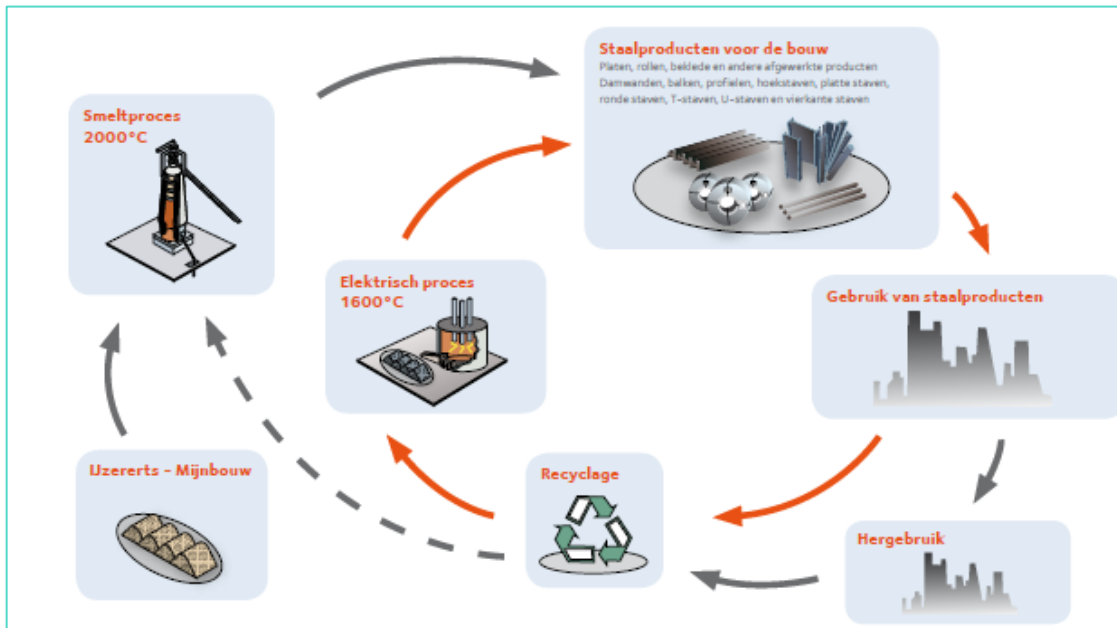 Staalproducten voor de bouw
Platen, rollen, beklede en andere afgewerkte producten
Damwanden, balken, profielen, hoekstaven, platte staven,
ronde staven, T-staven, U-staven en vierkante staven
Smeltproces
2000°C
Elektrisch proces
1600°C
Gebruik van staalproducten
IJzererts - Mijnbouw
Recyclage
Hergebruik